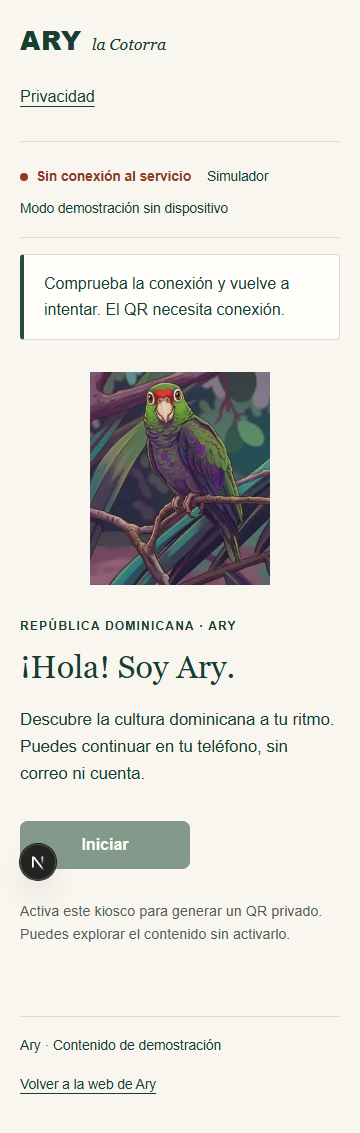 ARY la Cotorra
Privacidad
Sin conexión al servicio Simulador
Modo demostración sin dispositivo
Comprueba la conexión y vuelve a
intentar. El QR necesita conexión.
REPÚBLICA DOMINICANA · ARY
¡Hola! Soy Ary.
Descubre la cultura dominicana a tu ritmo.
Puedes continuar en tu teléfono, sin
correo ni cuenta.
Iniciar
N
Activa este kiosco para generar un QR privado.
Puedes explorar el contenido sin activarlo.
Ary · Contenido de demostración
Volver a la web de Ary